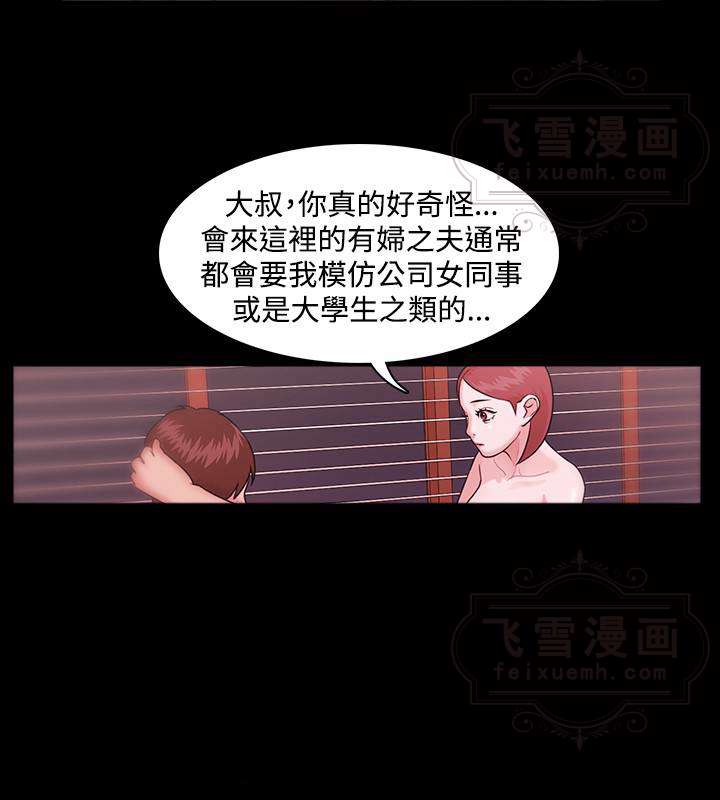 飞雪漫画
feixuemh.com
大叔，你真的好奇怪...
會來這裡的有婦之夫通常
都會要我模仿公司女同事
或是大學生之類的...
飞雪漫画
feixuemh.com